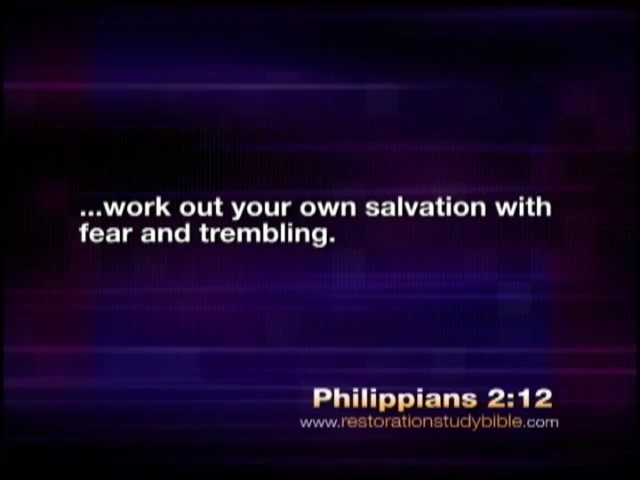 ...work out your own salvation with
fear and trembling.
Philippians 2:12
www.restorationstudybible.com